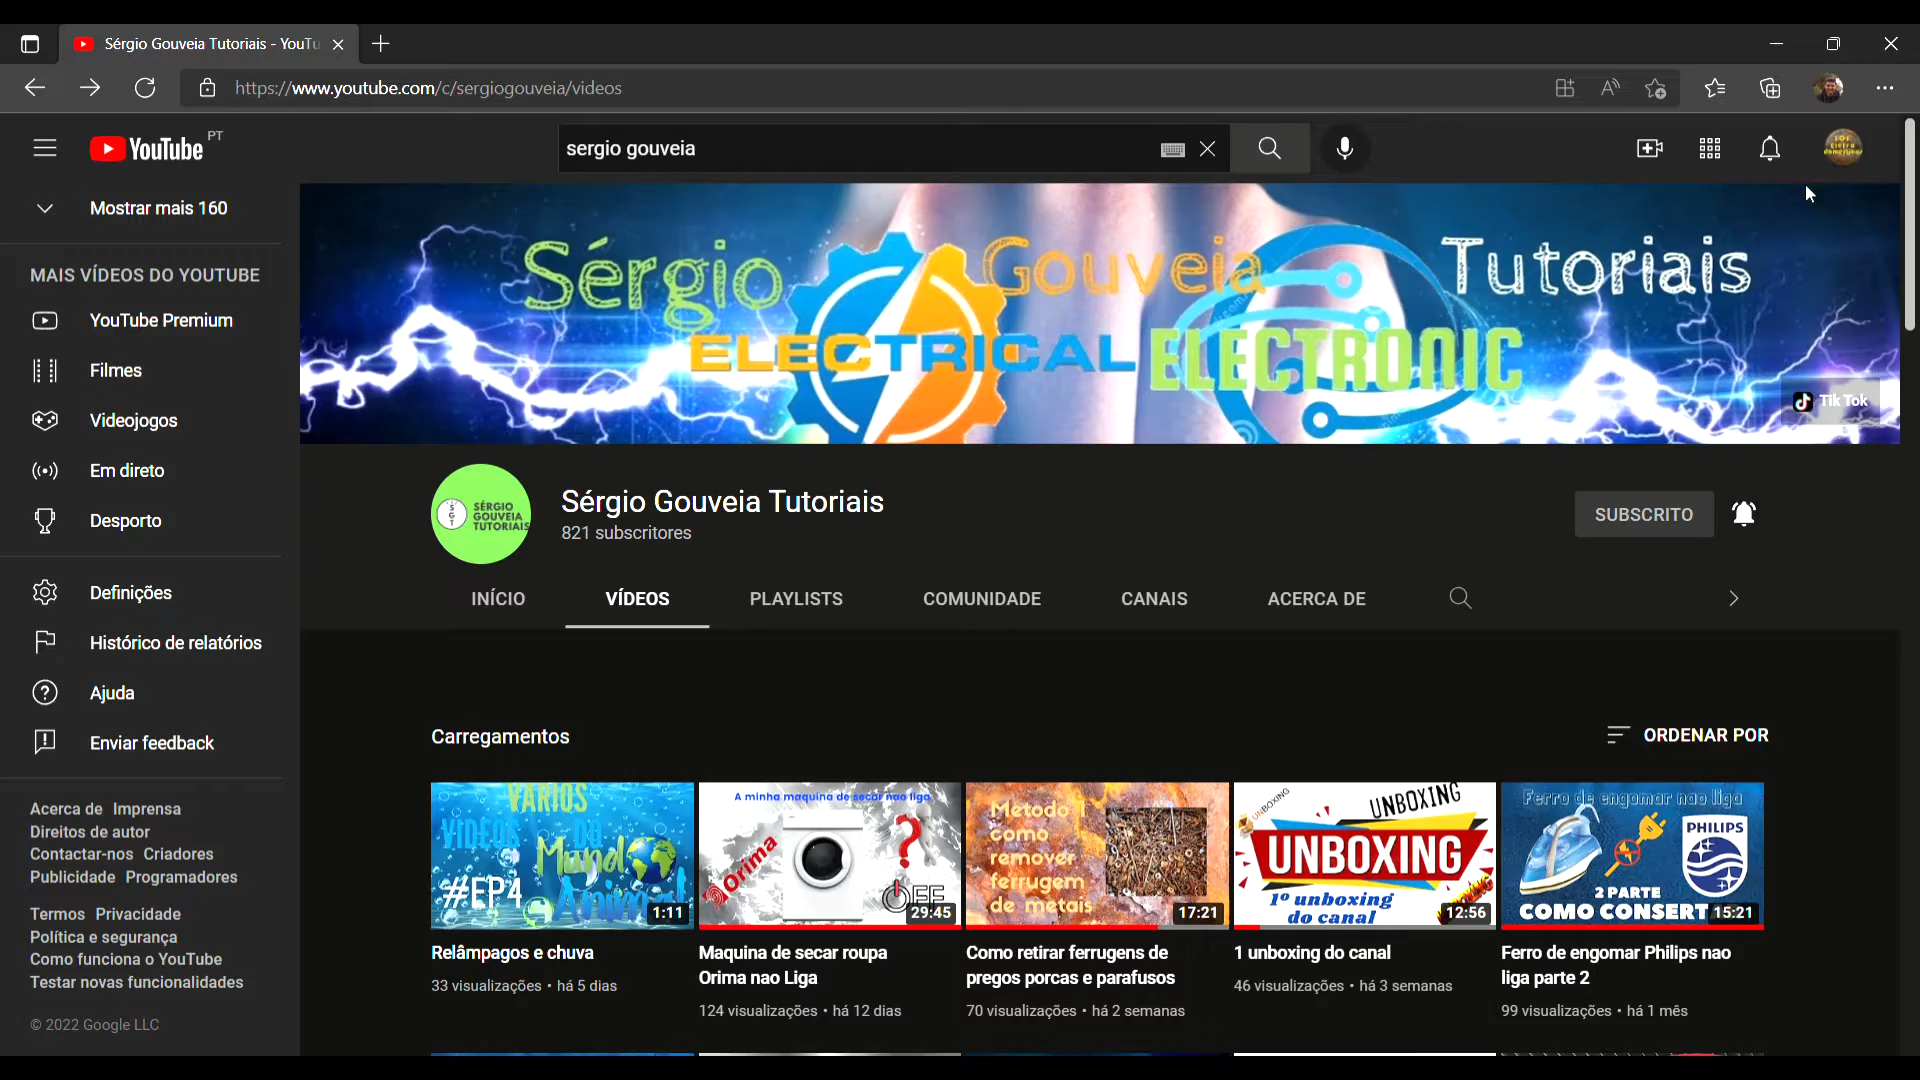 Sérgio Gouveia Tutoriais - YouTu
https://www.youtube.com/c/sergiogouveia/videos
YouTube PT
sergio gouveia
Mostrar mais 160
MAIS VÍDEOS DO YOUTUBE
YouTube Premium
Filmes
Videojogos
Em direto
Desporto
Definições
Histórico de relatórios
Ajuda
Enviar feedback
Acerca de Imprensa
Direitos de autor
Contactar-nos Criadores
Publicidade Programadores
Termos Privacidade
Política e segurança
Como funciona o YouTube
Testar novas funcionalidades
© 2022 Google LLC
Sérgio Gouveia Tutoriais
ELECTRICAL ELECTRONIC
TikTok
SGT
SÉRGIO
GOUVEIA
TUTORIAIS
Sérgio Gouveia Tutoriais
821 subscritores
SUBSCRITO
INÍCIO
VÍDEOS
PLAYLISTS
COMUNIDADE
CANAIS
ACERCA DE
Carregamentos
ORDENAR POR
VARIOS
VIDEOS DO
Mundo
Animal
#EP4
1:11
Relâmpagos e chuva
33 visualizações • há 5 dias
A minha maquina de secar nao liga
Orima
?
OFF
29:45
Maquina de secar roupa
Orima nao Liga
124 visualizações • há 12 dias
Metodo 1
como
remover
ferrugem
de metais
17:21
Como retirar ferrugens de
pregos porcas e parafusos
70 visualizações • há 2 semanas
UNBOXING
UNBOXING
UNBOXING
1º unboxing
do canal
12:56
1 unboxing do canal
46 visualizações • há 3 semanas
Ferro de engomar nao liga
PHILIPS
2 PARTE
COMO CONSERT
15:21
Ferro de engomar Philips nao
liga parte 2
99 visualizações • há 1 mês